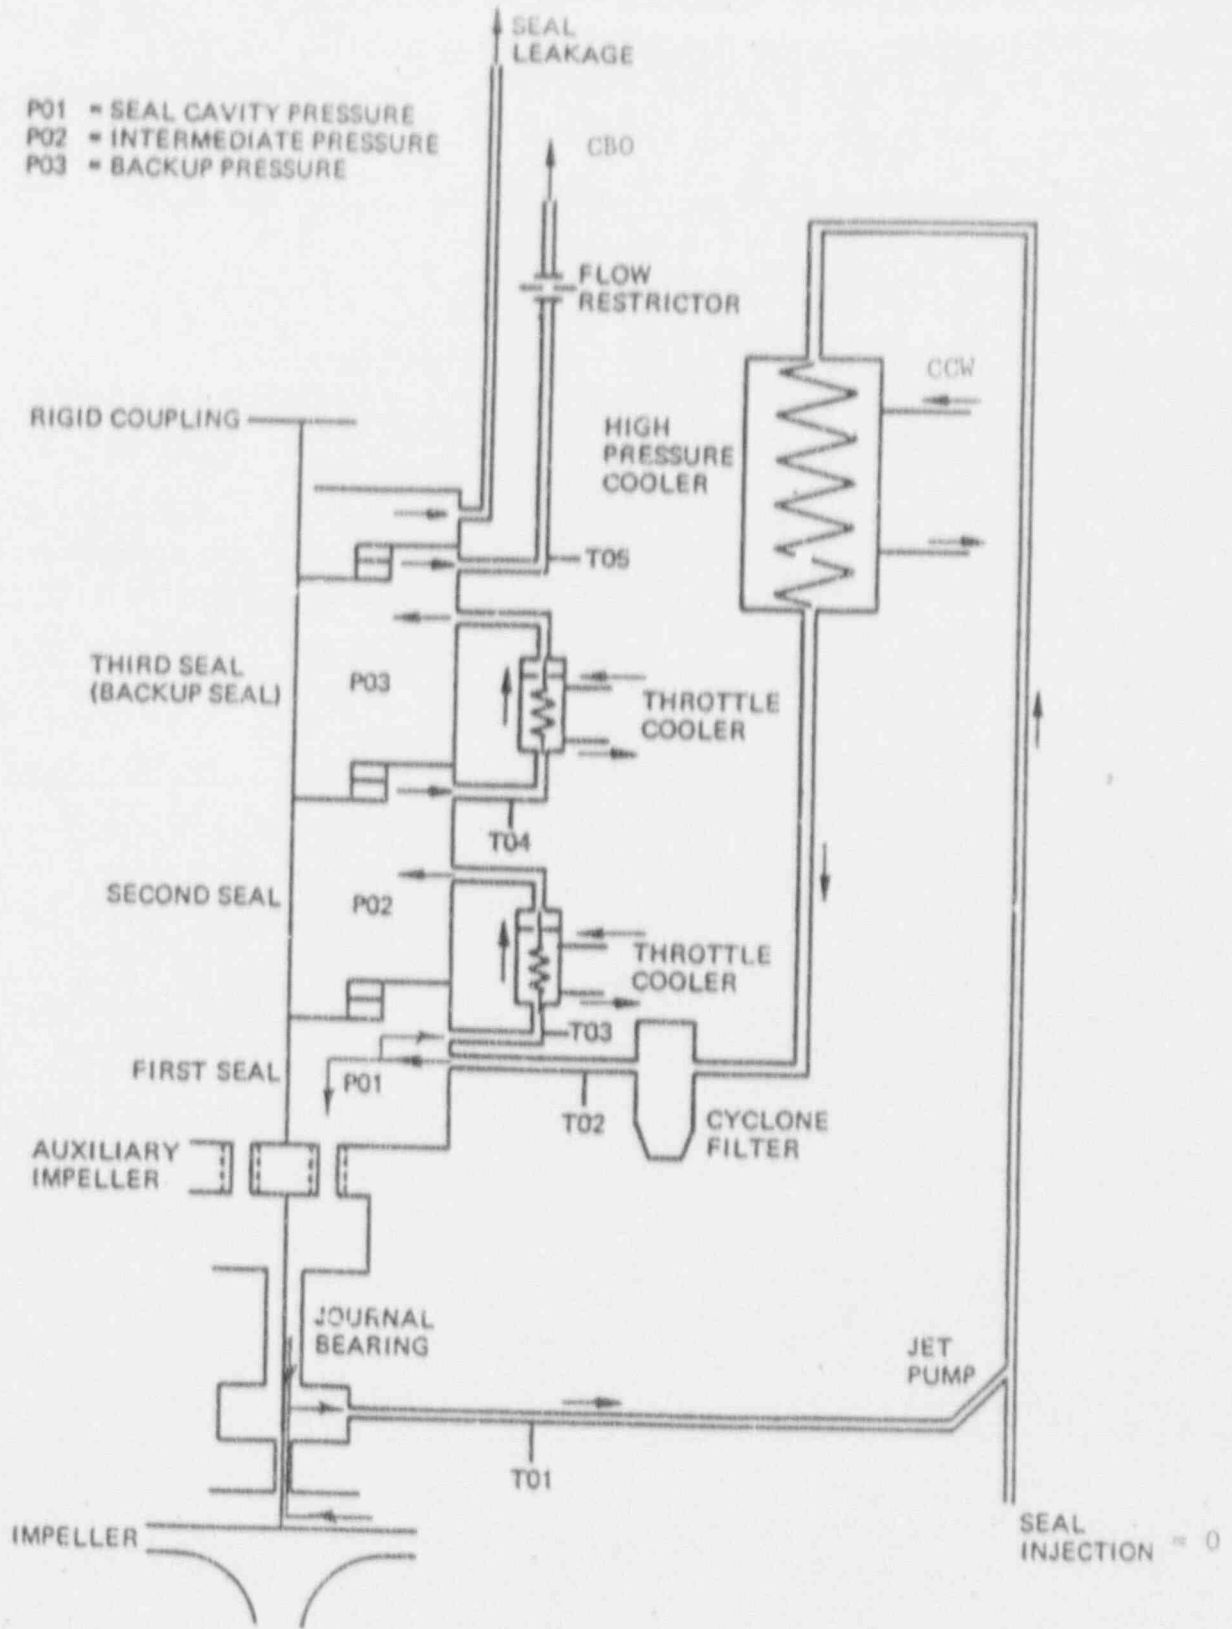 SEAL
LEAKAGE
P01 = SEAL CAVITY PRESSURE
P02 = INTERMEDIATE PRESSURE
P03 = BACKUP PRESSURE
CBO
FLOW
RESTRICTOR
CCW
RIGID COUPLING
HIGH
PRESSURE
COOLER
T05
THIRD SEAL
(BACKUP SEAL)
P03
THROTTLE
COOLER
T04
SECOND SEAL
P02
THROTTLE
COOLER
T03
FIRST SEAL
P01
T02
CYCLONE
FILTER
AUXILIARY
IMPELLER
JOURNAL
BEARING
JET
PUMP
T01
IMPELLER
SEAL
INJECTION = 0